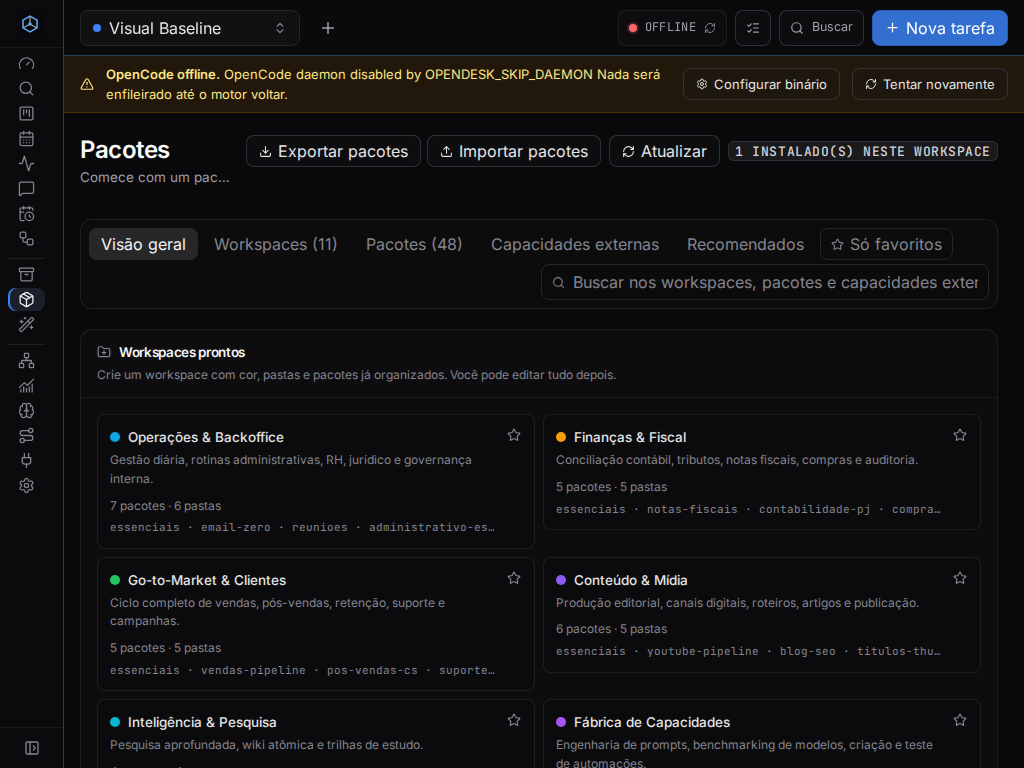 Visual Baseline
OFFLINE
Buscar
Nova tarefa
OpenCode offline. OpenCode daemon disabled by OPENDESK_SKIP_DAEMON Nada será
enfileirado até o motor voltar.
Configurar binário
Tentar novamente
Pacotes
Comece com um pac...
Exportar pacotes
Importar pacotes
Atualizar
1 INSTALADO(S) NESTE WORKSPACE
Visão geral
Workspaces (11)
Pacotes (48)
Capacidades externas
Recomendados
Só favoritos
Buscar nos workspaces, pacotes e capacidades exter
Workspaces prontos
Crie um workspace com cor, pastas e pacotes já organizados. Você pode editar tudo depois.
Operações & Backoffice
Gestão diária, rotinas administrativas, RH, jurídico e governança
interna.
7 pacotes · 6 pastas
essenciais · email-zero · reunioes · administrativo-es…
Finanças & Fiscal
Conciliação contábil, tributos, notas fiscais, compras e auditoria.
5 pacotes · 5 pastas
essenciais · notas-fiscais · contabilidade-pj · compra…
Go-to-Market & Clientes
Ciclo completo de vendas, pós-vendas, retenção, suporte e
campanhas.
5 pacotes · 5 pastas
essenciais · vendas-pipeline · pos-vendas-cs · suporte…
Conteúdo & Mídia
Produção editorial, canais digitais, roteiros, artigos e publicação.
6 pacotes · 5 pastas
essenciais · youtube-pipeline · blog-seo · titulos-thu…
Inteligência & Pesquisa
Pesquisa aprofundada, wiki atômica e trilhas de estudo.
Fábrica de Capacidades
Engenharia de prompts, benchmarking de modelos, criação e teste
de automações.